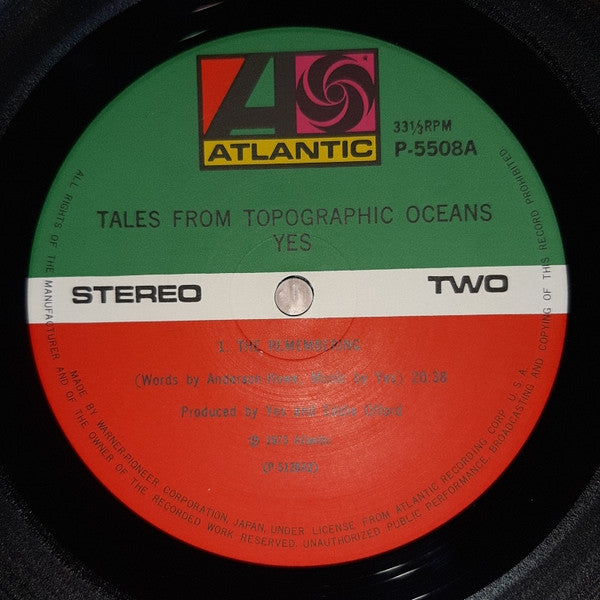 ATLANTIC
33⅓RPM
P-5508A
TALES FROM TOPOGRAPHIC OCEANS
YES
STEREO
TWO
1. THE REMEMBERING
(Words by Anderson-Howe, Music by Yes) 20:38
Produced by Yes and Eddie Offord
Ⓟ 1973 Atlantic
MADE BY WARNER-PIONEER CORPORATION, JAPAN, UNDER LICENSE FROM ATLANTIC RECORDING CORP. U.S.A.
ALL RIGHTS OF THE MANUFACTURER AND OF THE OWNER OF THE RECORDED WORK RESERVED. UNAUTHORIZED PUBLIC PERFORMANCE, BROADCASTING AND COPYING OF THIS RECORD PROHIBITED